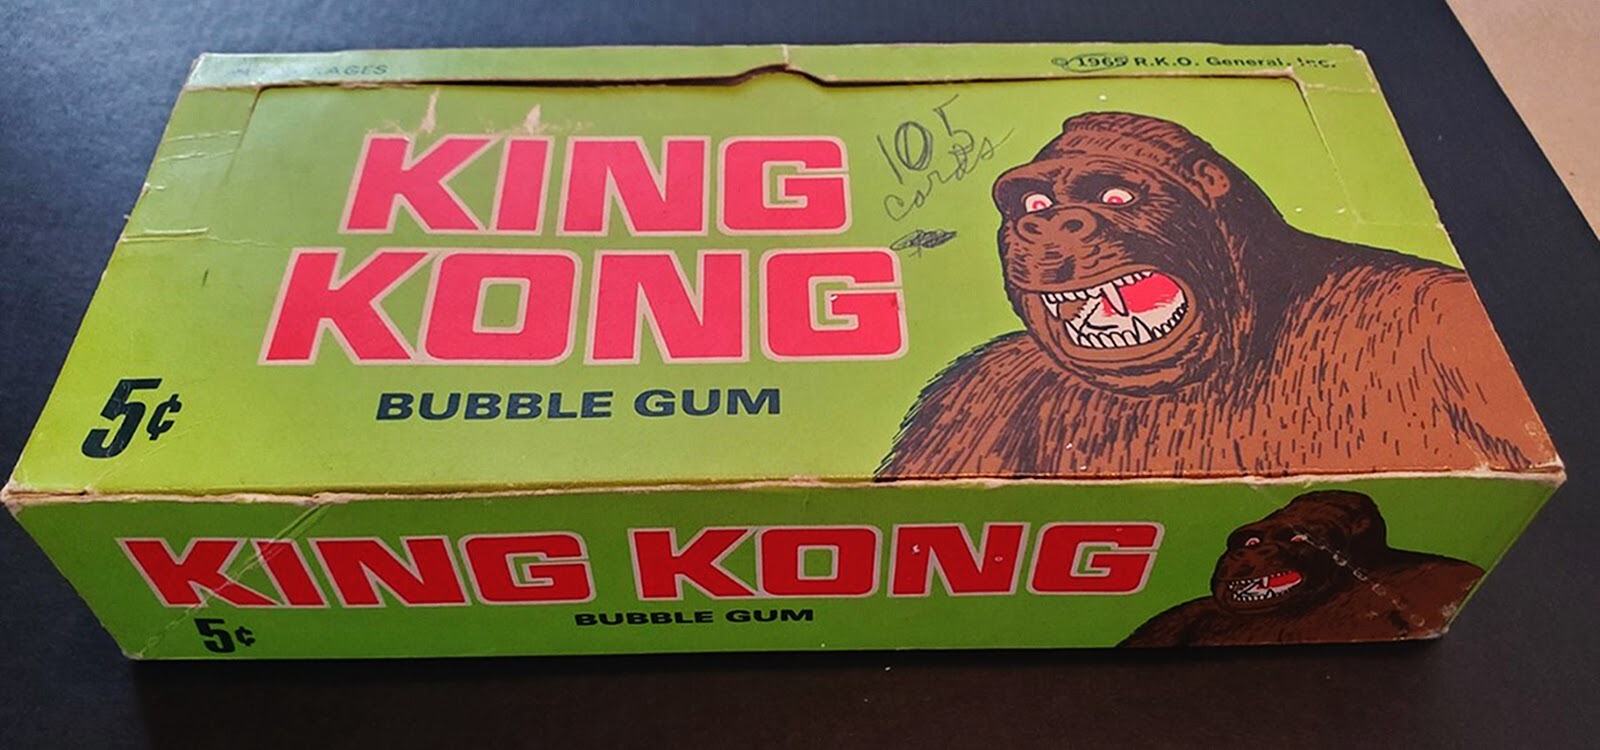 © 1965 R.K.O. General, Inc.
KING
KONG
105
cards
BUBBLE GUM
5¢
KING KONG
BUBBLE GUM
5¢